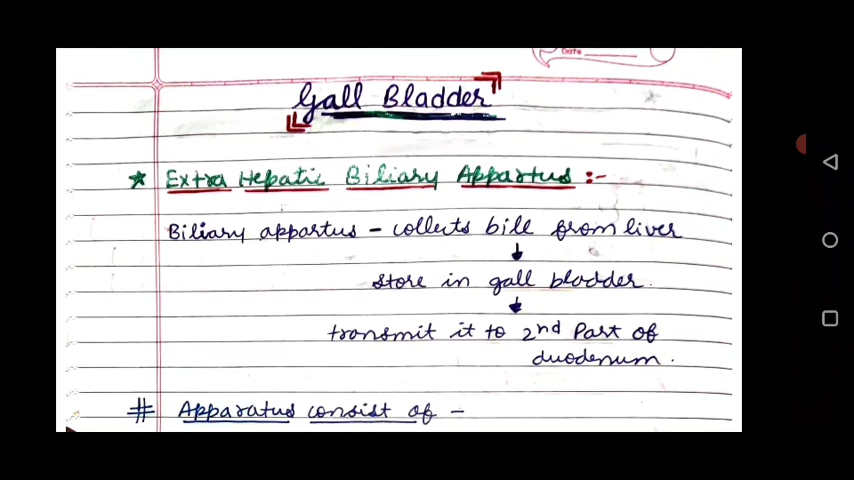 Date
Gall Bladder
★ Extra Hepatic Biliary Appartus :-
Biliary appartus - collects bill from liver
↓
store in gall bladder.
↓
transmit it to 2nd Part of
duodenum.
# Apparatus consist of -